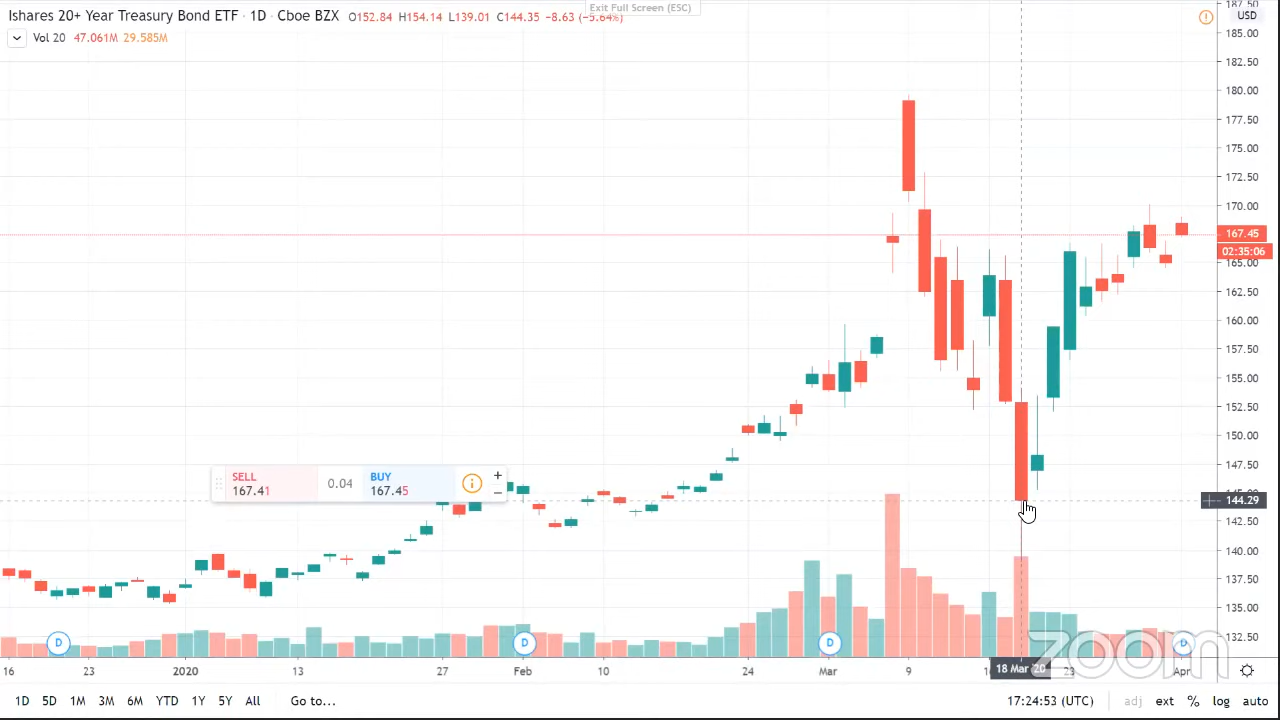 Exit Full Screen (ESC)
Ishares 20+ Year Treasury Bond ETF · 1D · Cboe BZX O152.84 H154.14 L139.01 C144.35 -8.63 (-5.64%)
USD
Vol 20 47.061M 29.585M
187.50
185.00
182.50
180.00
177.50
175.00
172.50
170.00
167.45
02:35:06
165.00
162.50
160.00
157.50
155.00
152.50
150.00
147.50
SELL
167.41
0.04
BUY
167.45
144.29
142.50
140.00
137.50
135.00
132.50
D D D D
zoom
16 23 2020 13 27 Feb 10 24 Mar 9 18 Mar '20 23 Apr
1D 5D 1M 3M 6M YTD 1Y 5Y All Go to... 17:24:53 (UTC) adj ext % log auto